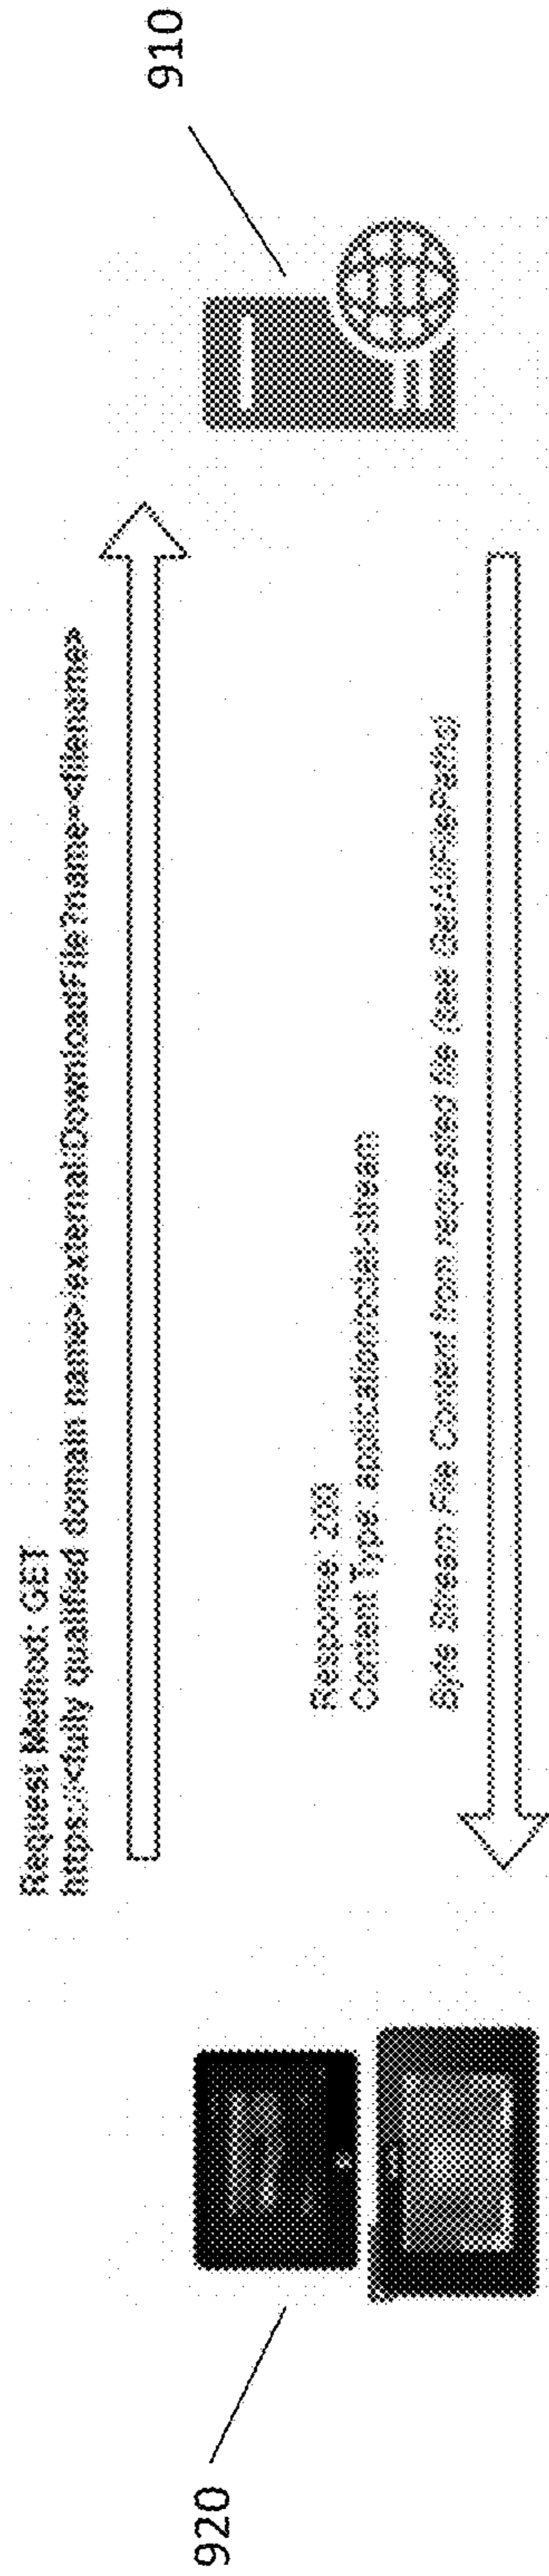 910
Request Method: GET
https://<fully qualified domain name>/external/DownloadFile?name=<filename>
Response: 200
Content Type: application/octet-stream
Byte Stream File Content from requested file (see GetAllFilePaths)
920